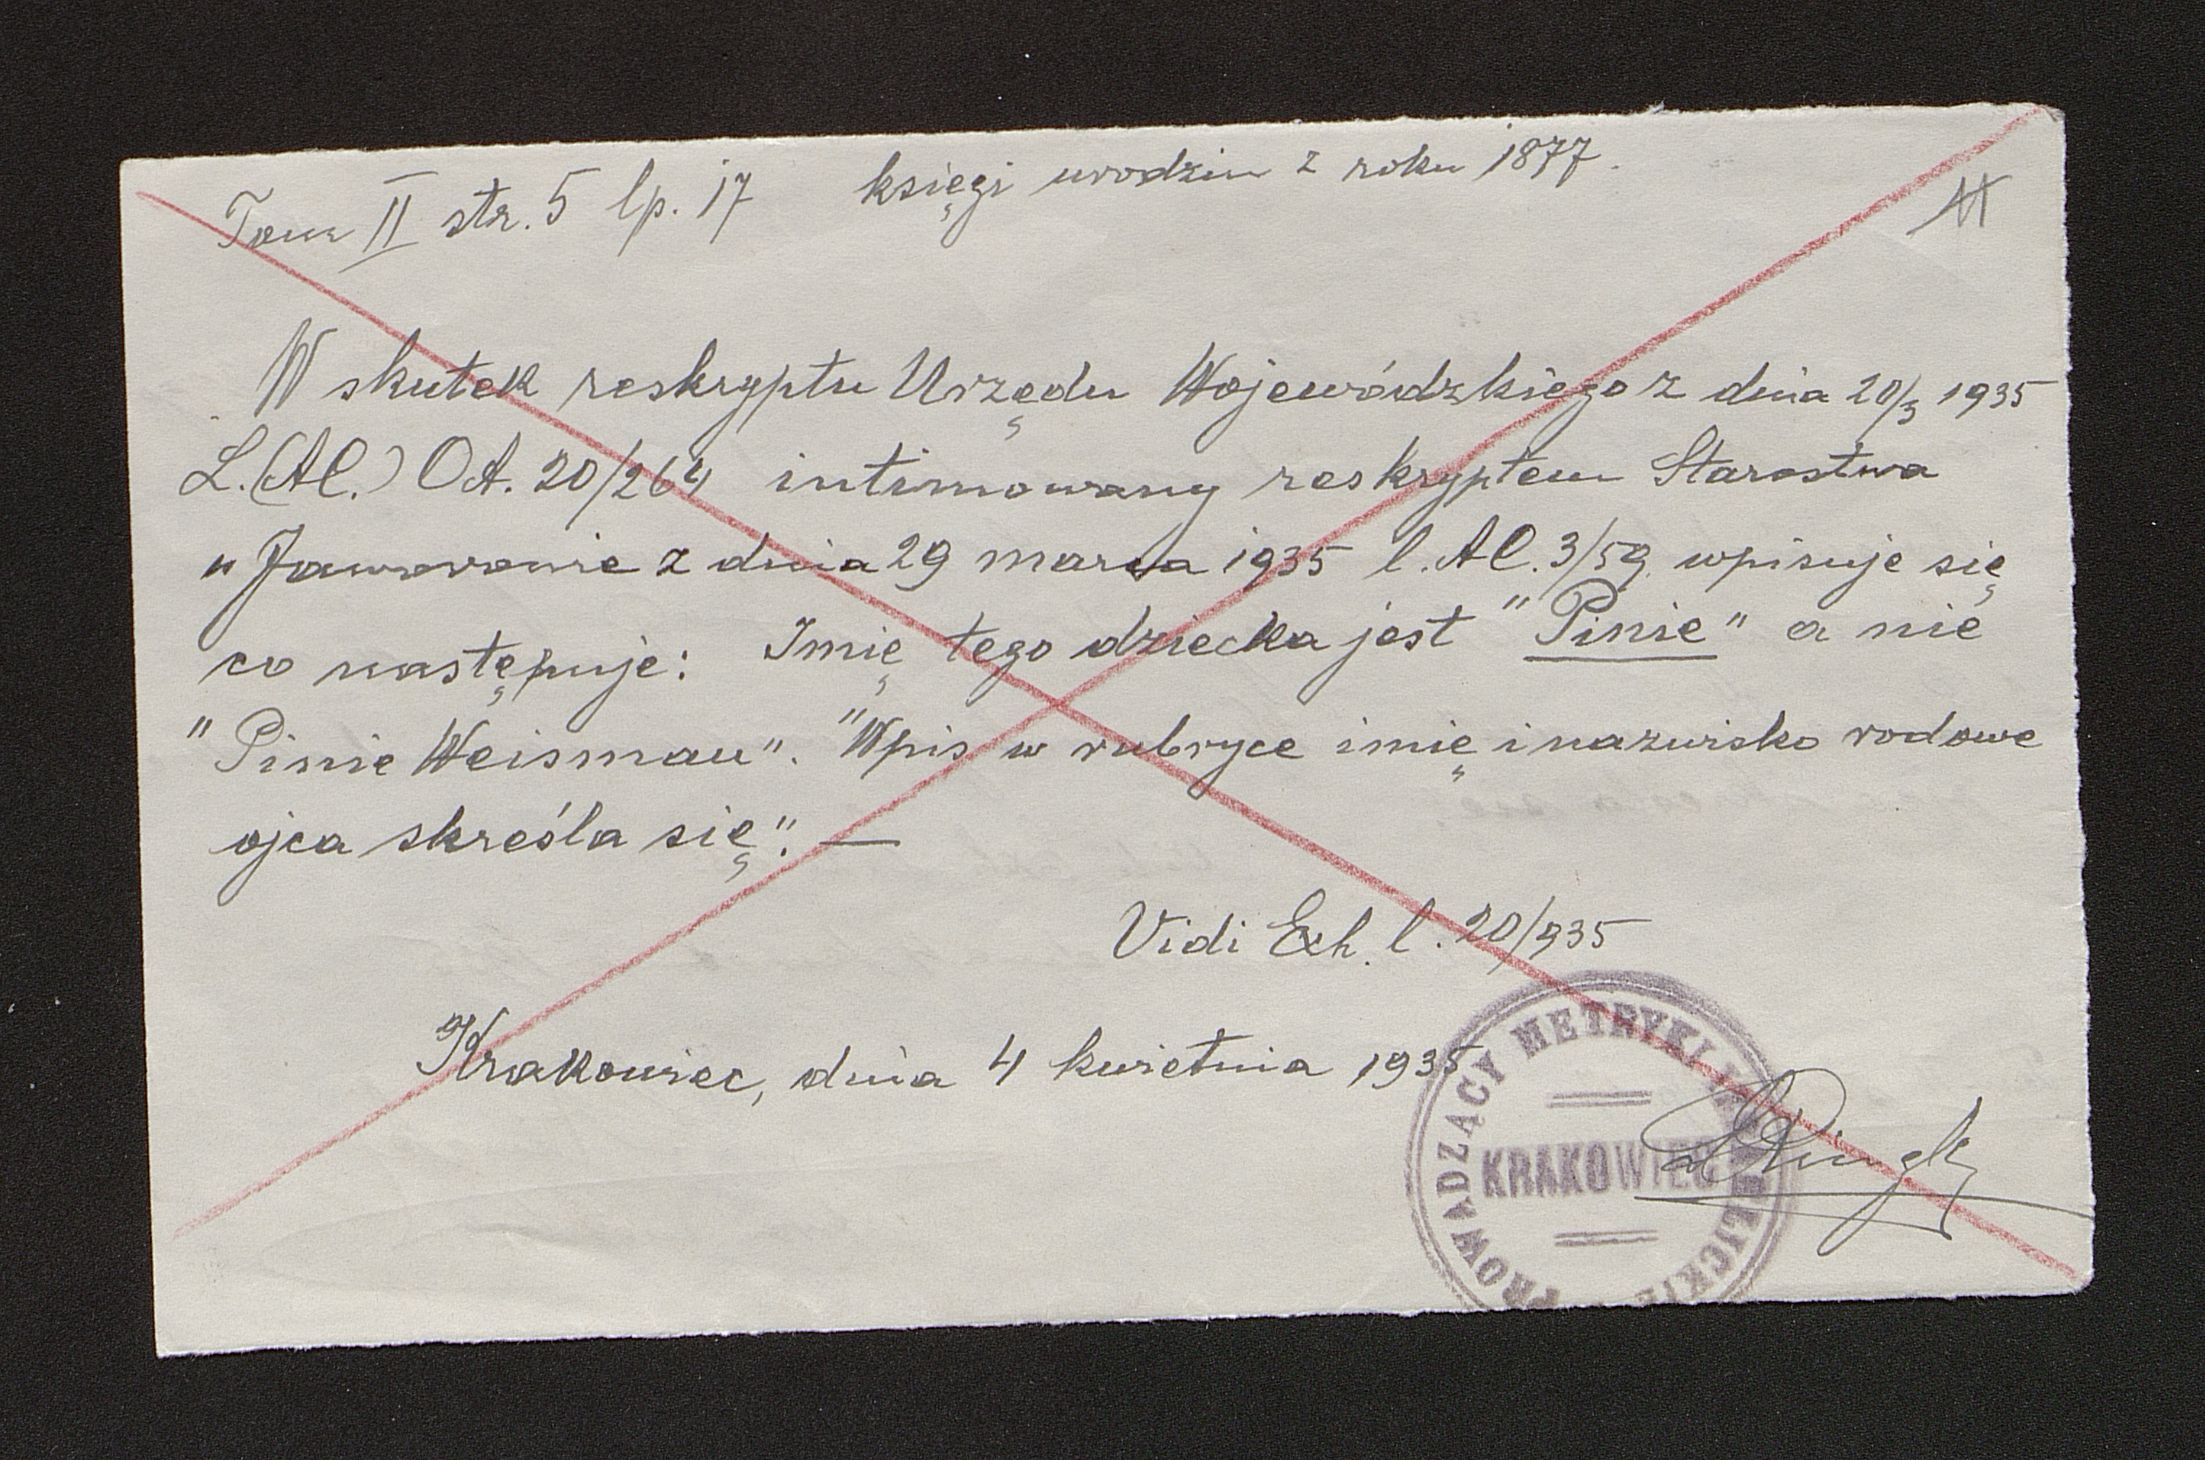 Tom II str. 5 lp. 17 księgi urodzin z roku 1877.
W skutek reskryptu Urzędu Wojewódzkiego z dnia 20/3 1935
L. (AC.) OA. 20/264 intimowany reskryptem Starostwa
w Jaworowie z dnia 29 marca 1935 l. AC. 3/59 wpisuje się
co następuje: Imię tego dziecka jest "Pinie" a nie
"Pinie Weisman". "Wpis w rubryce imię i nazwisko rodowe
ojca skreśla się". —
Vidi Exh. l. 20/935
Krakowiec, dnia 4 kwietnia 1935
PROWADZĄCY METRYKI
KRAKOWIEC